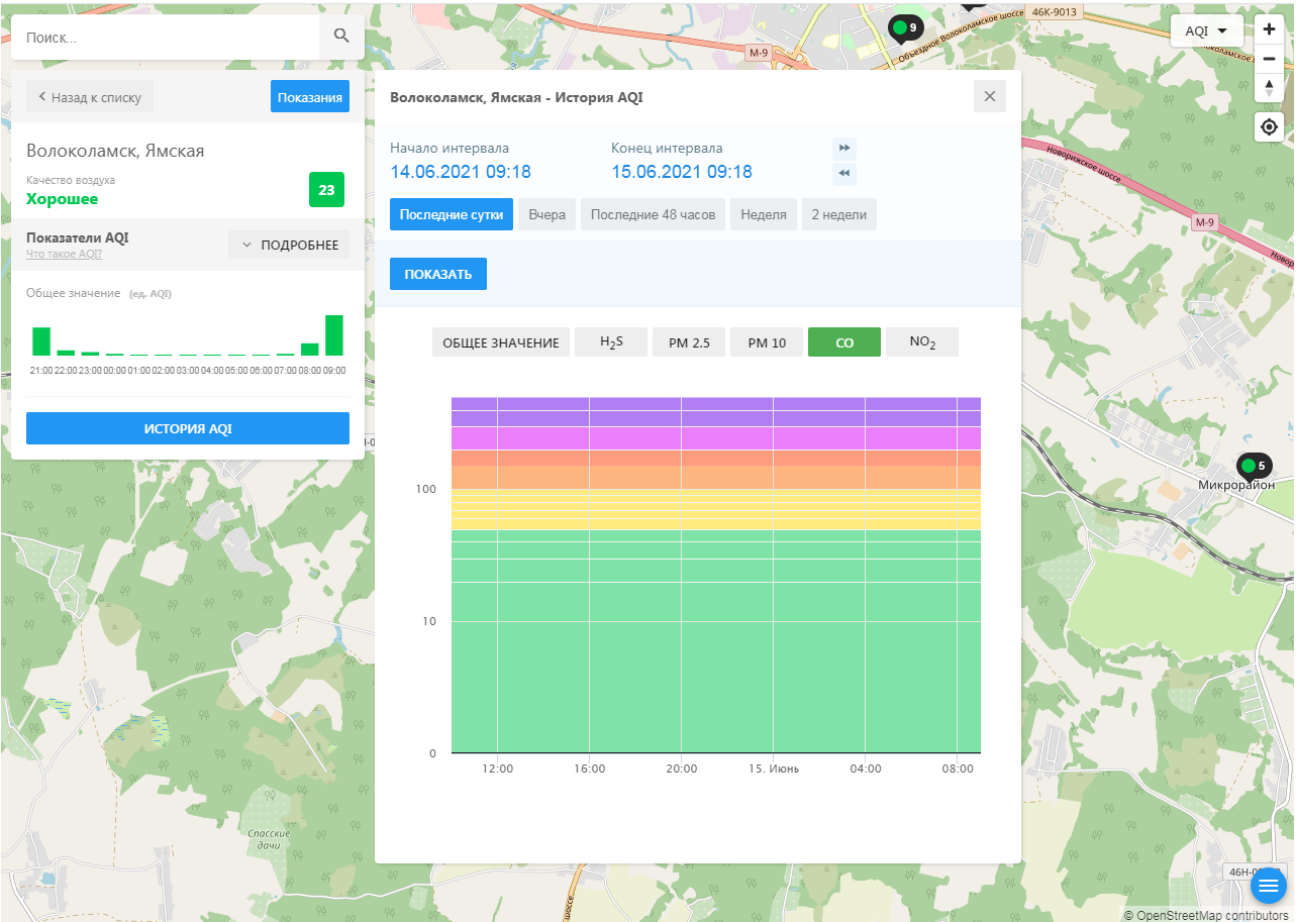 Поиск...
46К-9013
Объездное Волоколамское шоссе
9
AQI
М-9
Назад к списку
Показания
Волоколамск, Ямская - История AQI
Волоколамск, Ямская
Качество воздуха
Хорошее
23
Начало интервала
Конец интервала
14.06.2021 09:18
15.06.2021 09:18
Новорижское шоссе
М-9
Последние сутки
Вчера
Последние 48 часов
Неделя
2 недели
Показатели AQI
Что такое AQI?
ПОДРОБНЕЕ
ПОКАЗАТЬ
Общее значение (ед. AQI)
21:00 22:00 23:00 00:00 01:00 02:00 03:00 04:00 05:00 06:00 07:00 08:00 09:00
ОБЩЕЕ ЗНАЧЕНИЕ
H2S
PM 2.5
PM 10
CO
NO2
ИСТОРИЯ AQI
5
Микрорайон
100
10
0
12:00
16:00
20:00
15. Июнь
04:00
08:00
Спасские
дачи
© OpenStreetMap contributors